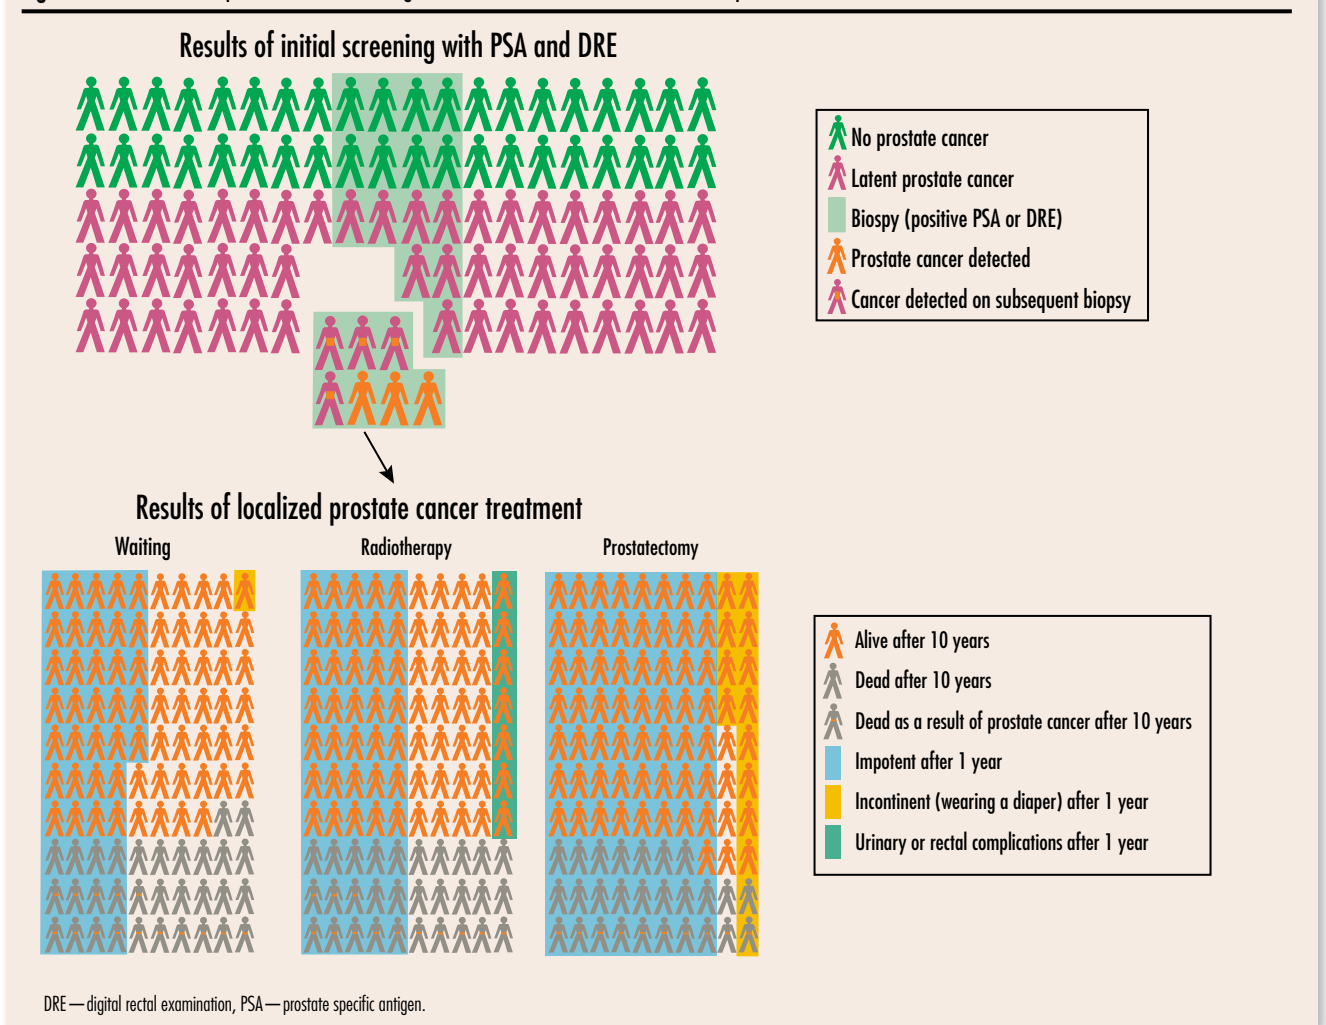 Results of initial screening with PSA and DRE
No prostate cancer
Latent prostate cancer
Biospy (positive PSA or DRE)
Prostate cancer detected
Cancer detected on subsequent biopsy
Results of localized prostate cancer treatment
Waiting
Radiotherapy
Prostatectomy
Alive after 10 years
Dead after 10 years
Dead as a result of prostate cancer after 10 years
Impotent after 1 year
Incontinent (wearing a diaper) after 1 year
Urinary or rectal complications after 1 year
DRE—digital rectal examination, PSA—prostate specific antigen.